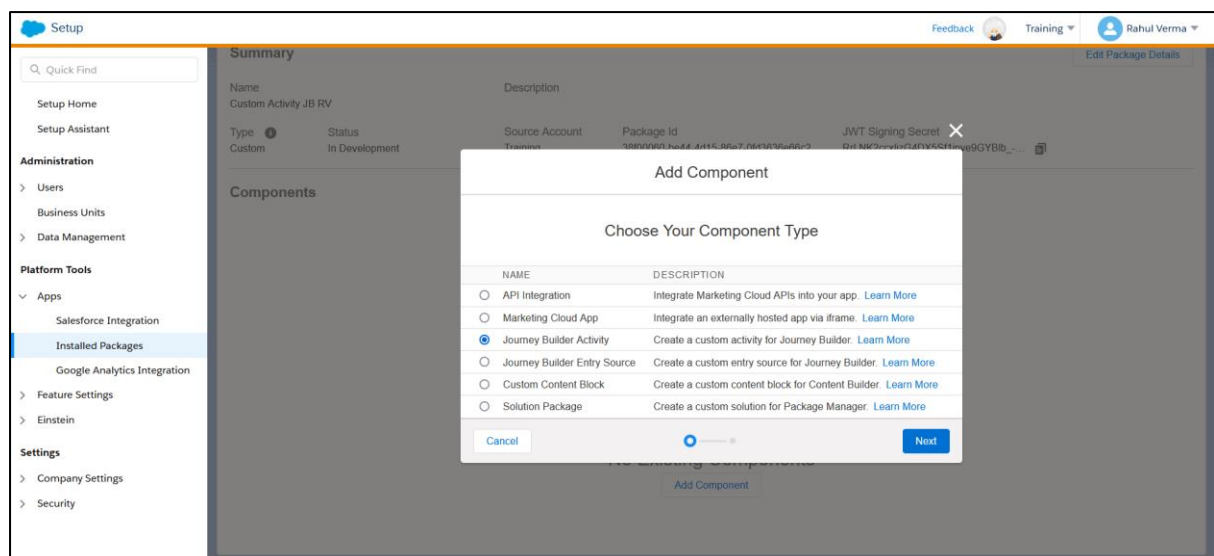 Setup
Feedback
Training
Rahul Verma
Quick Find
Setup Home
Setup Assistant
Administration
Users
Business Units
Data Management
Platform Tools
Apps
Salesforce Integration
Installed Packages
Google Analytics Integration
Feature Settings
Einstein
Settings
Company Settings
Security
Summary
Edit Package Details
Name
Description
Custom Activity JB RV
Type Status Source Account Package Id JWT Signing Secret
Custom In Development Training
Components
Add Component
Choose Your Component Type
NAME DESCRIPTION
API Integration Integrate Marketing Cloud APIs into your app. Learn More
Marketing Cloud App Integrate an externally hosted app via iframe. Learn More
Journey Builder Activity Create a custom activity for Journey Builder. Learn More
Journey Builder Entry Source Create a custom entry source for Journey Builder. Learn More
Custom Content Block Create a custom content block for Content Builder. Learn More
Solution Package Create a custom solution for Package Manager. Learn More
Cancel
Next
No Existing Components
Add Component